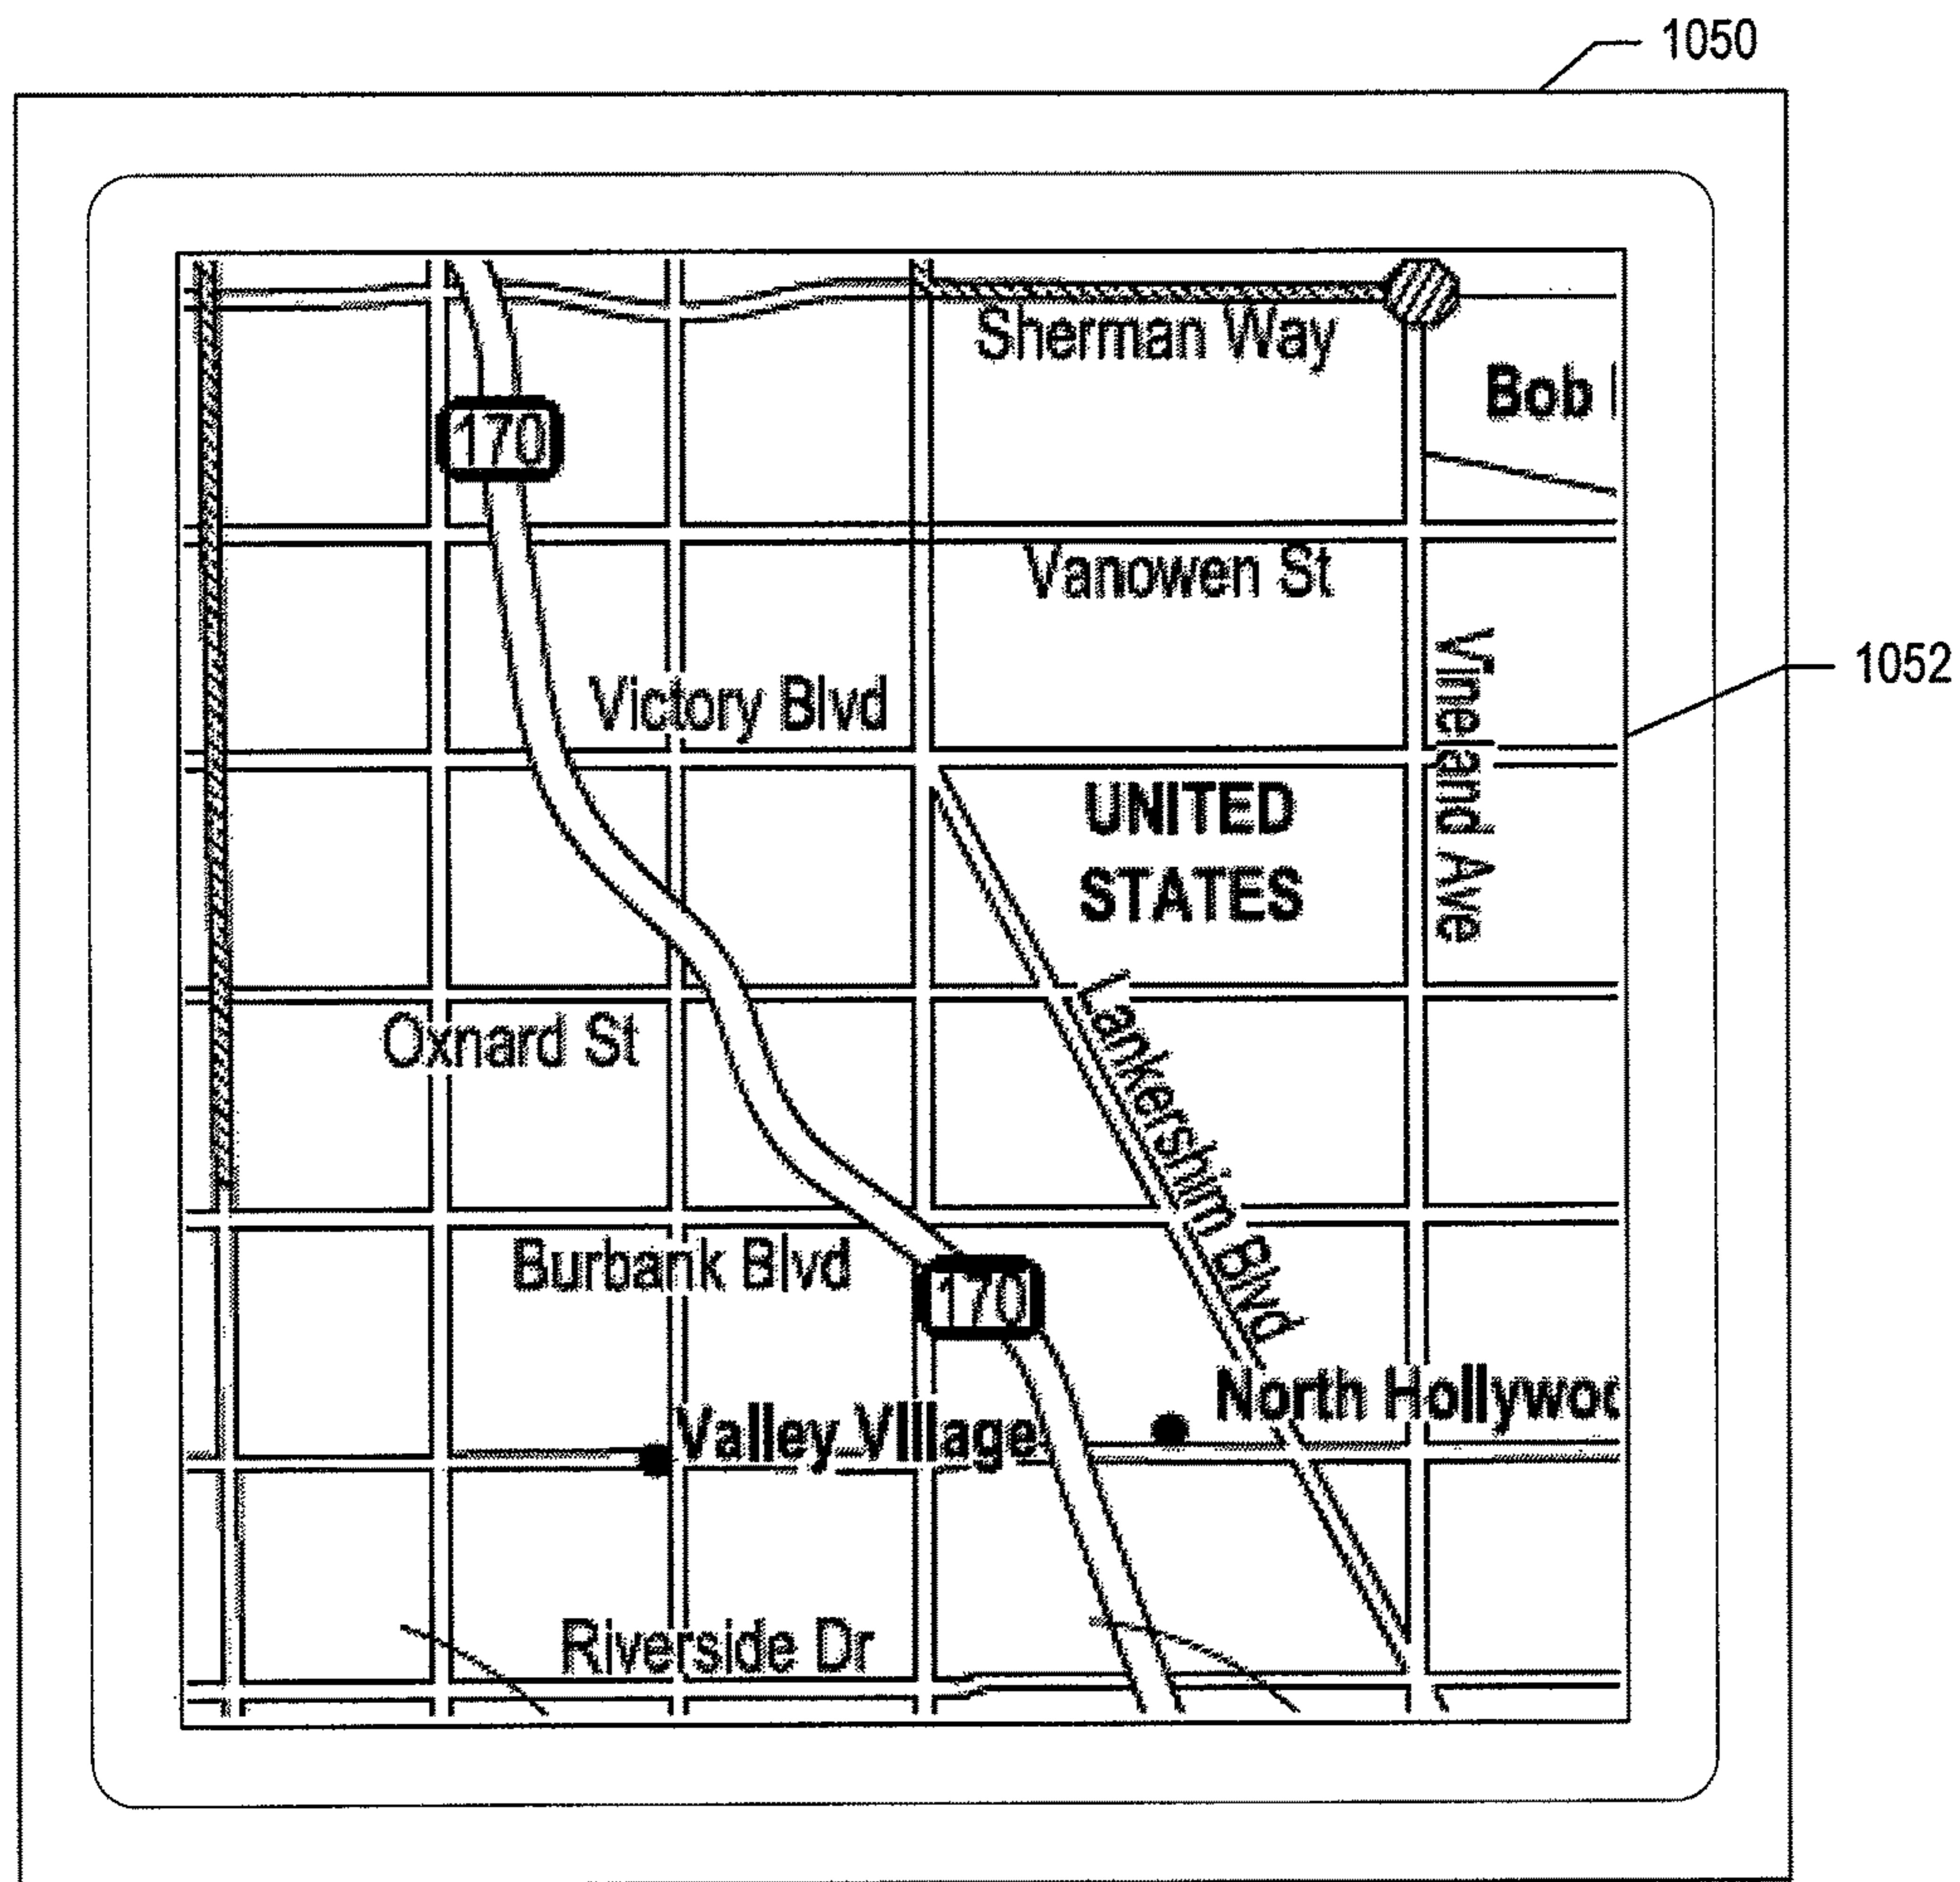 1050
Sherman Way
Bob
170
Vanowen St
1052
Vineland Ave
Victory Blvd
UNITED
STATES
Lankershim Blvd
Oxnard St
Burbank Blvd
170
North Hollywoo
Valley Village
Riverside Dr